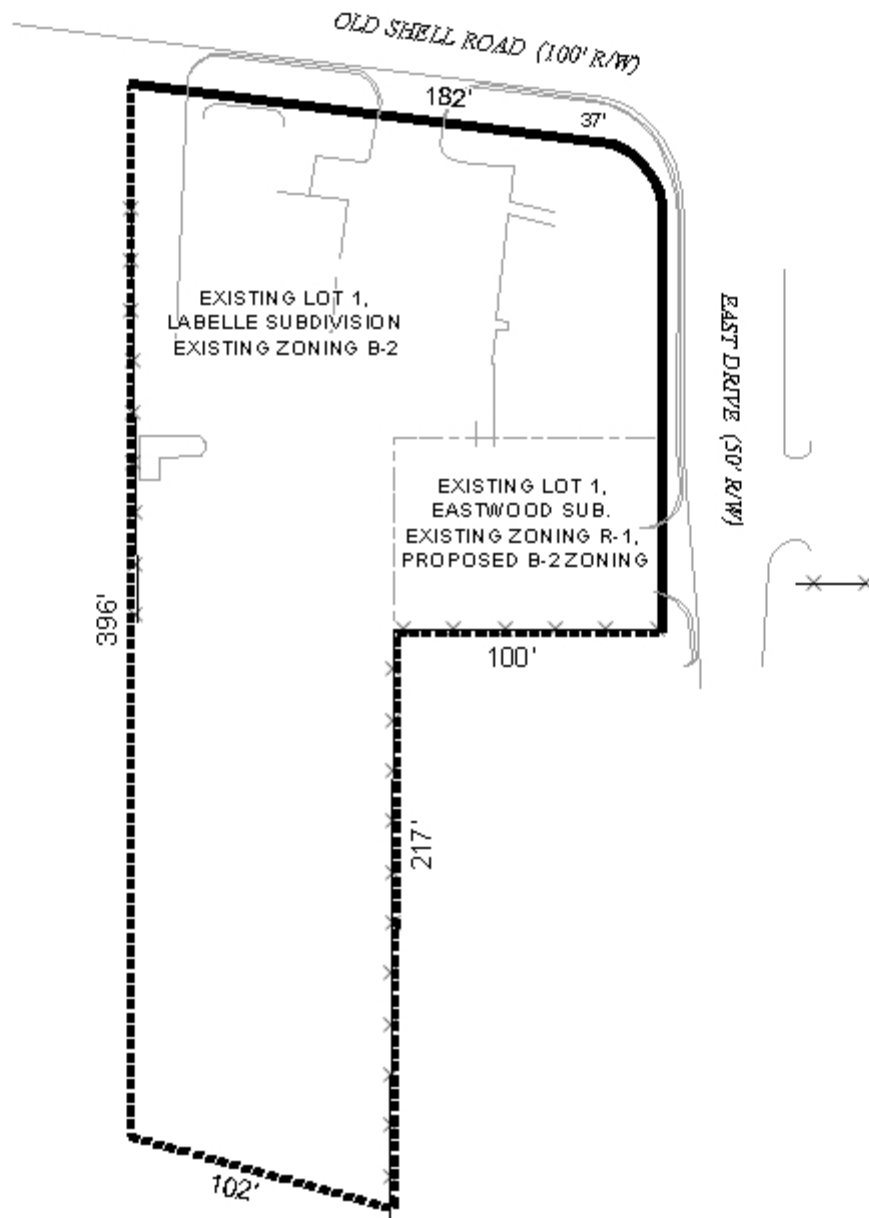 OLD SHELL ROAD (100' R/W)
182'
37'
EXISTING LOT 1,
LABELLE SUBDIVISION
EXISTING ZONING B-2
EAST DRIVE (50' R/W)
EXISTING LOT 1,
EASTWOOD SUB.
EXISTING ZONING R-1,
PROPOSED B-2 ZONING
396'
100'
217'
102'